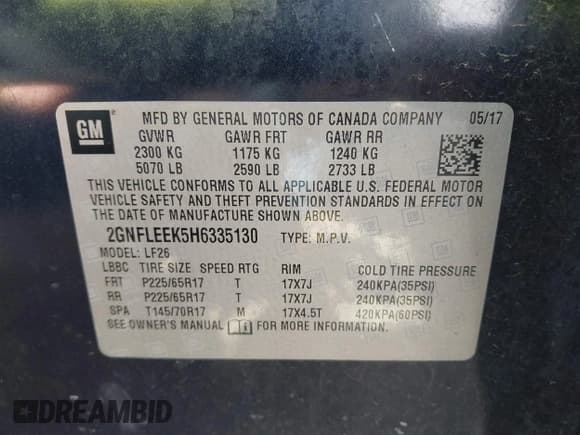 GM
MFD BY GENERAL MOTORS OF CANADA COMPANY 05/17
GVWR GAWR FRT GAWR RR
2300 KG 1175 KG 1240 KG
5070 LB 2590 LB 2733 LB
THIS VEHICLE CONFORMS TO ALL APPLICABLE U.S. FEDERAL MOTOR
VEHICLE SAFETY AND THEFT PREVENTION STANDARDS IN EFFECT ON
THE DATE OF MANUFACTURE SHOWN ABOVE.
2GNFLEEK5H6335130 TYPE: M.P.V.
MODEL: LF26
LBBC TIRE SIZE SPEED RTG RIM COLD TIRE PRESSURE
FRT P225/65R17 T 17X7J 240KPA(35PSI)
RR P225/65R17 T 17X7J 240KPA(35PSI)
SPA T145/70R17 M 17X4.5T 420KPA(60PSI)
SEE OWNER'S MANUAL FOR MORE INFORMATION.
DREAMBID